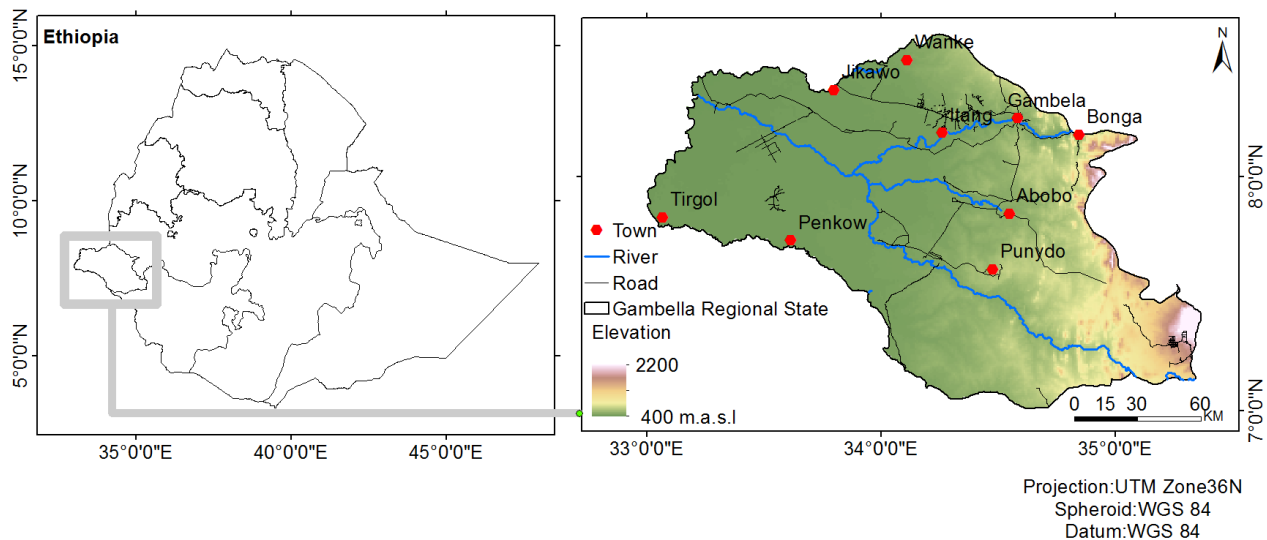 Ethiopia
15°0'0"N
10°0'0"N
5°0'0"N
35°0'0"E
40°0'0"E
45°0'0"E
N
Wanke
Jikawo
Gambela
Itang
Bonga
Tirgol
Abobo
Penkow
Punydo
Town
River
Road
Gambella Regional State
Elevation
2200
400 m.a.s.l
0 15 30 60
KM
8°0'0"N
7°0'0"N
33°0'0"E
34°0'0"E
35°0'0"E
Projection:UTM Zone36N
Spheroid:WGS 84
Datum:WGS 84